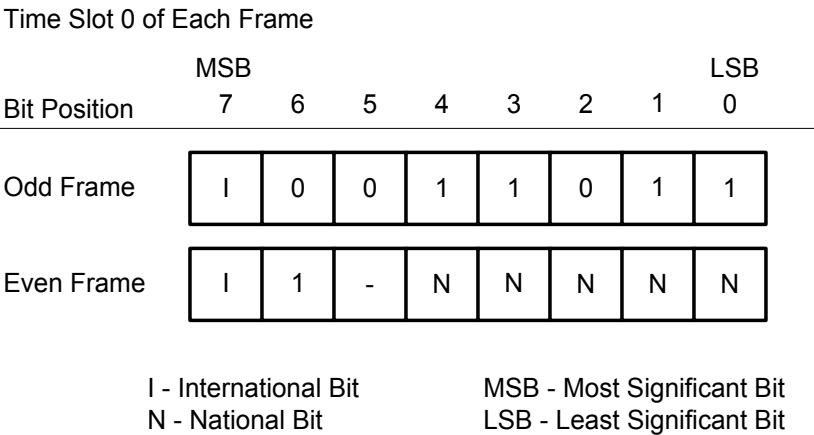 Time Slot 0 of Each Frame
MSB LSB
Bit Position 7 6 5 4 3 2 1 0
Odd Frame I 0 0 1 1 0 1 1
Even Frame I 1 - N N N N N
I - International Bit MSB - Most Significant Bit
N - National Bit LSB - Least Significant Bit